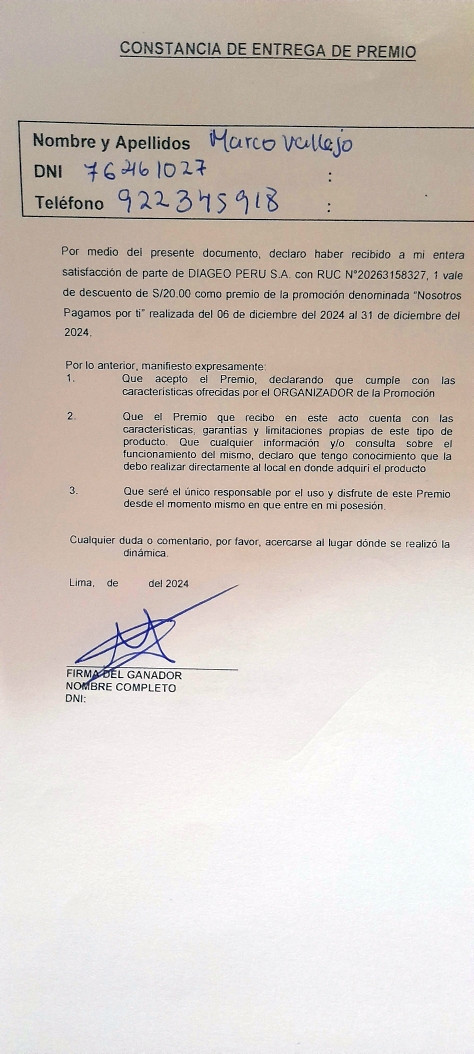 CONSTANCIA DE ENTREGA DE PREMIO
Nombre y Apellidos Marco Vallejo
DNI 76461027 :
Teléfono 922345918 :
Por medio del presente documento, declaro haber recibido a mi entera
satisfacción de parte de DIAGEO PERU S.A. con RUC N°20263158327, 1 vale
de descuento de S/20.00 como premio de la promoción denominada “Nosotros
Pagamos por ti” realizada del 06 de diciembre del 2024 al 31 de diciembre del
2024.
Por lo anterior, manifiesto expresamente:
1. Que acepto el Premio, declarando que cumple con las
características ofrecidas por el ORGANIZADOR de la Promoción
2. Que el Premio que recibo en este acto cuenta con las
características, garantías y limitaciones propias de este tipo de
producto. Que cualquier información y/o consulta sobre el
funcionamiento del mismo, declaro que tengo conocimiento que la
debo realizar directamente al local en donde adquirí el producto
3. Que seré el único responsable por el uso y disfrute de este Premio
desde el momento mismo en que entre en mi posesión.
Cualquier duda o comentario, por favor, acercarse al lugar dónde se realizó la
dinámica.
Lima, de del 2024
FIRMA DEL GANADOR
NOMBRE COMPLETO
DNI: